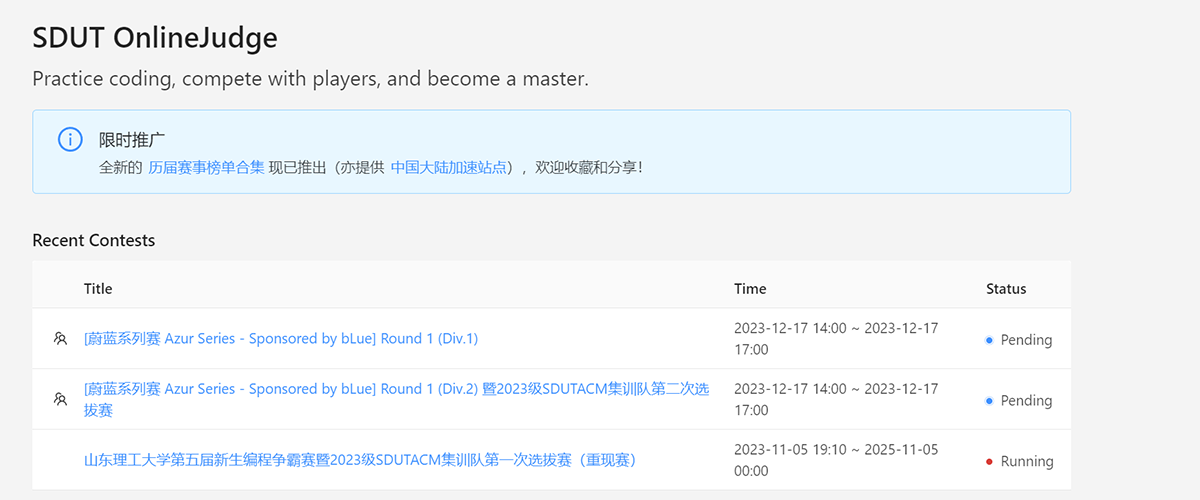 SDUT OnlineJudge
Practice coding, compete with players, and become a master.
限时推广
全新的 历届赛事榜单合集 现已推出（亦提供 中国大陆加速站点），欢迎收藏和分享！
Recent Contests
Title Time Status
[蔚蓝系列赛 Azur Series - Sponsored by bLue] Round 1 (Div.1)
2023-12-17 14:00 ~ 2023-12-17
17:00
Pending
[蔚蓝系列赛 Azur Series - Sponsored by bLue] Round 1 (Div.2) 暨2023级SDUTACM集训队第二次选
拔赛
2023-12-17 14:00 ~ 2023-12-17
17:00
Pending
山东理工大学第五届新生编程争霸赛暨2023级SDUTACM集训队第一次选拔赛（重现赛）
2023-11-05 19:10 ~ 2025-11-05
00:00
Running